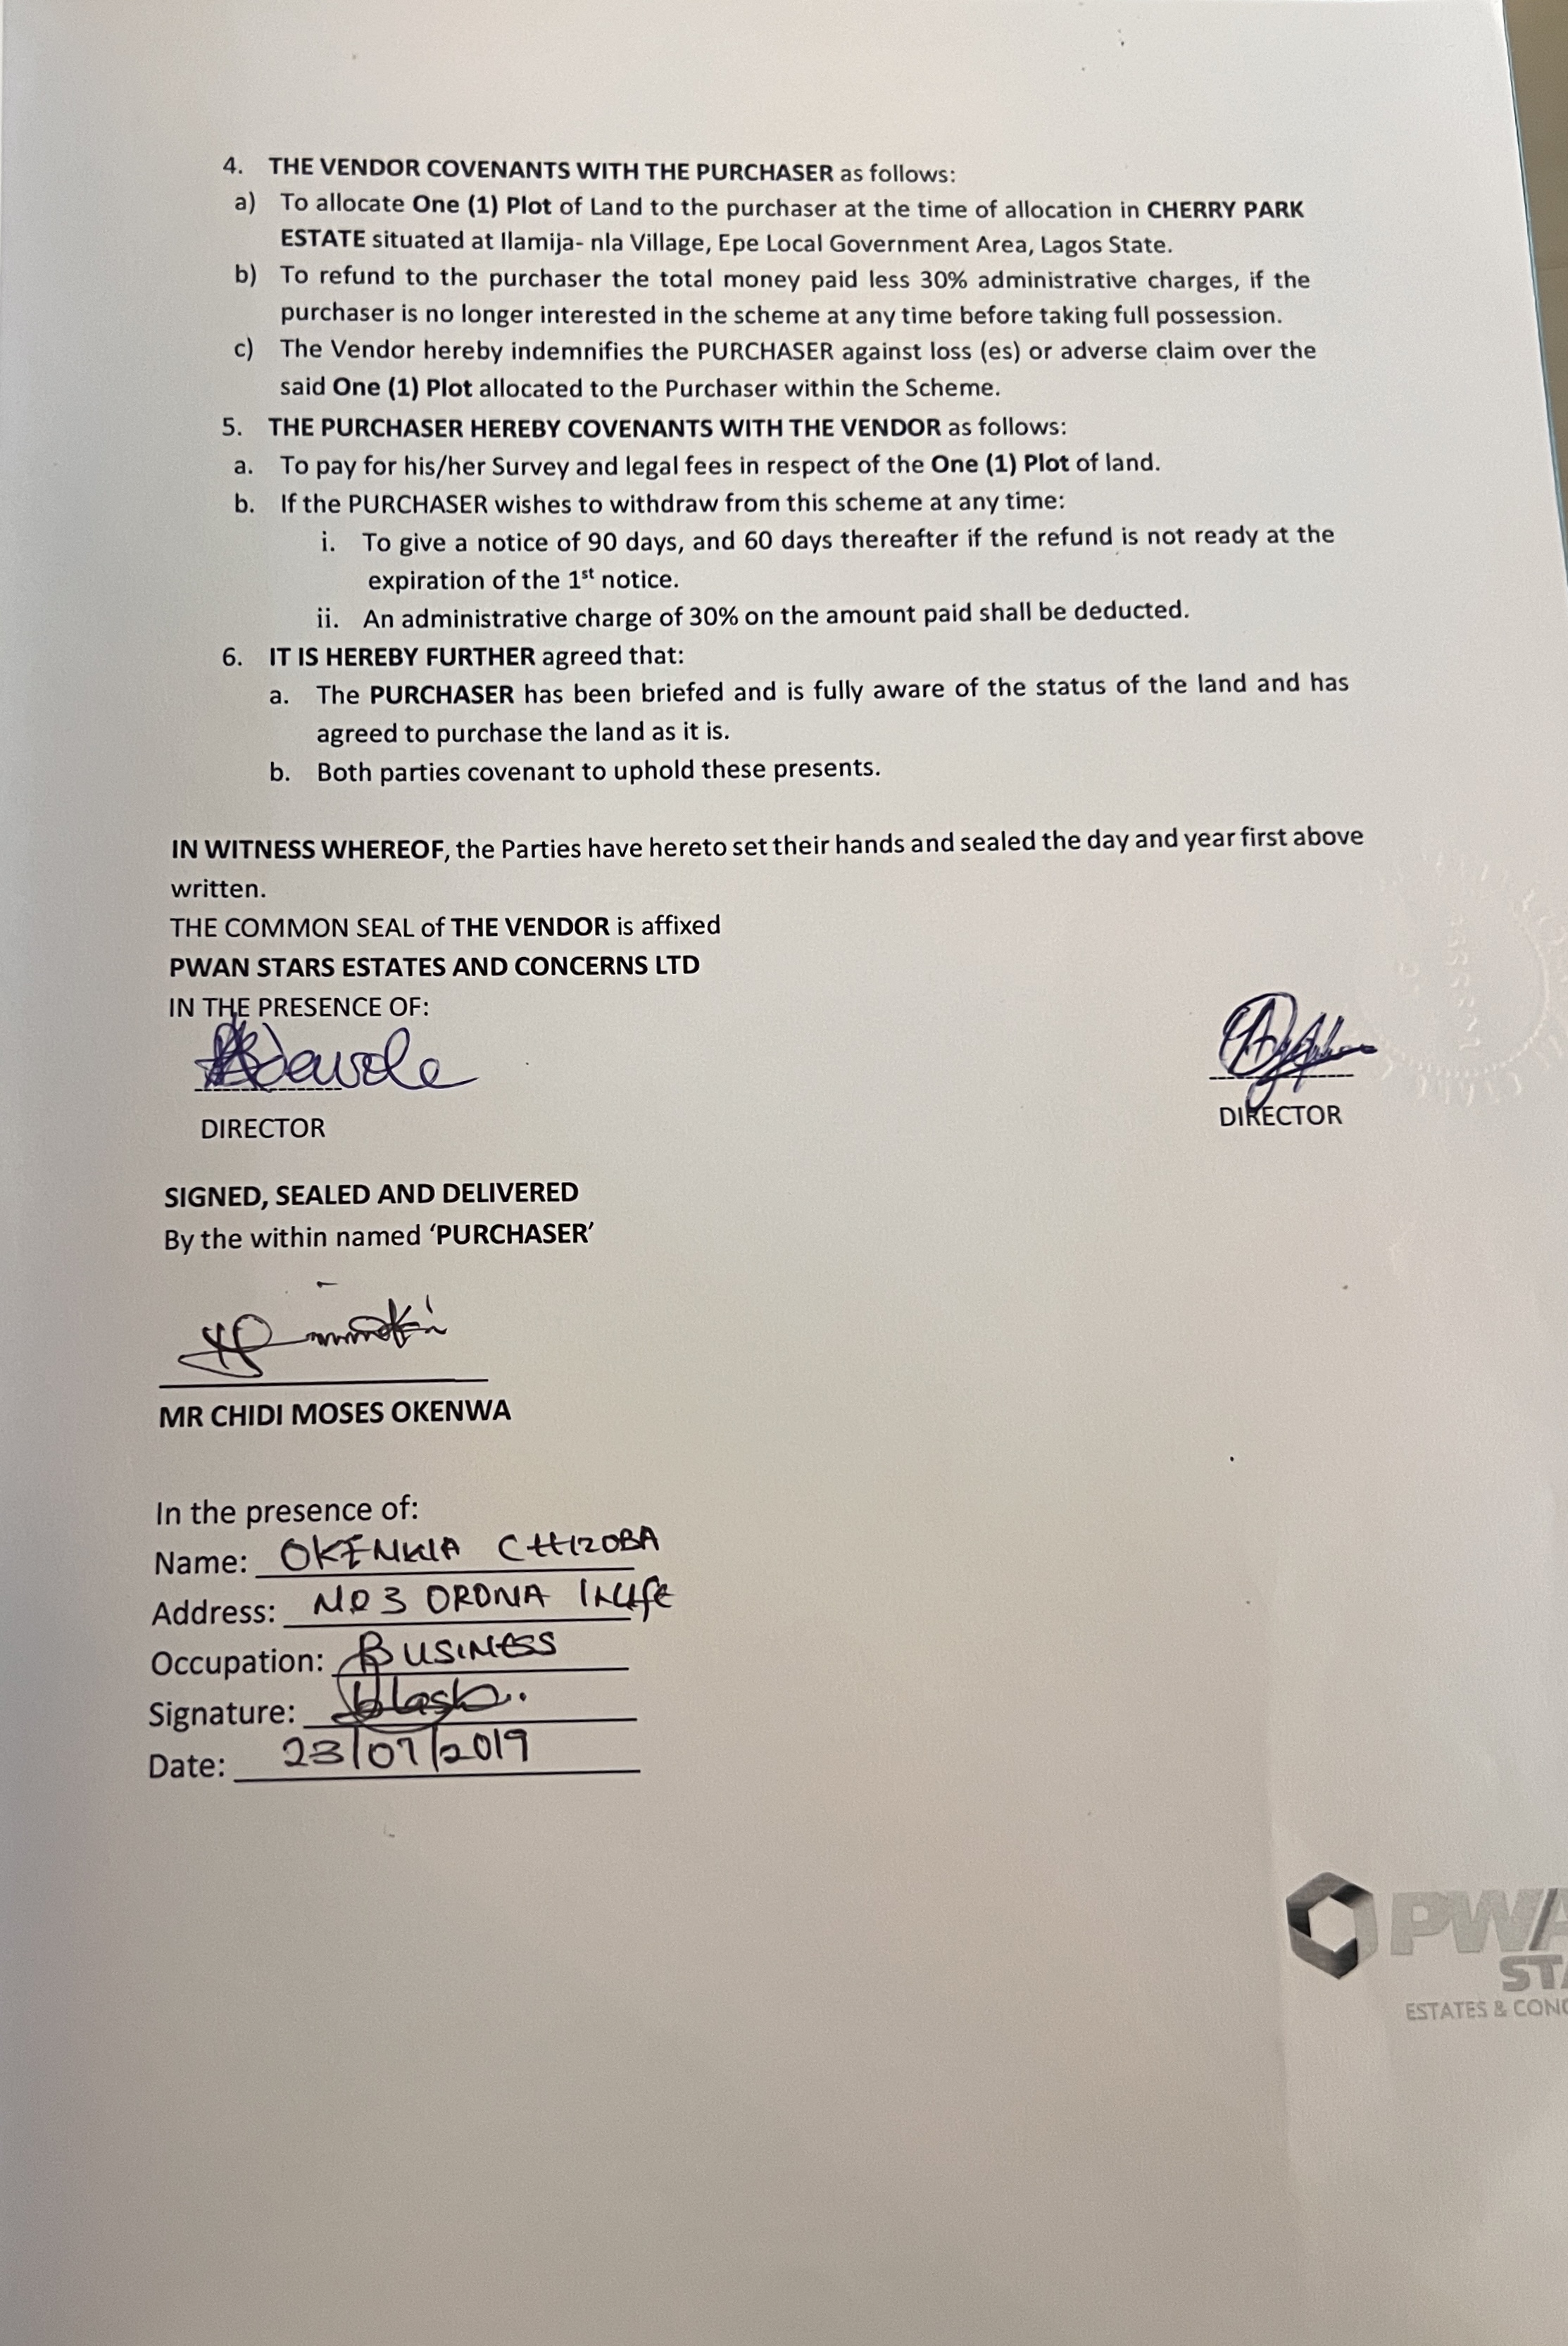 4. THE VENDOR COVENANTS WITH THE PURCHASER as follows:
a) To allocate One (1) Plot of Land to the purchaser at the time of allocation in CHERRY PARK
ESTATE situated at Ilamija- nla Village, Epe Local Government Area, Lagos State.
b) To refund to the purchaser the total money paid less 30% administrative charges, if the
purchaser is no longer interested in the scheme at any time before taking full possession.
c) The Vendor hereby indemnifies the PURCHASER against loss (es) or adverse claim over the
said One (1) Plot allocated to the Purchaser within the Scheme.
5. THE PURCHASER HEREBY COVENANTS WITH THE VENDOR as follows:
a. To pay for his/her Survey and legal fees in respect of the One (1) Plot of land.
b. If the PURCHASER wishes to withdraw from this scheme at any time:
i. To give a notice of 90 days, and 60 days thereafter if the refund is not ready at the
expiration of the 1st notice.
ii. An administrative charge of 30% on the amount paid shall be deducted.
6. IT IS HEREBY FURTHER agreed that:
a. The PURCHASER has been briefed and is fully aware of the status of the land and has
agreed to purchase the land as it is.
b. Both parties covenant to uphold these presents.
IN WITNESS WHEREOF, the Parties have hereto set their hands and sealed the day and year first above
written.
THE COMMON SEAL of THE VENDOR is affixed
PWAN STARS ESTATES AND CONCERNS LTD
IN THE PRESENCE OF:
DIRECTOR DIRECTOR
SIGNED, SEALED AND DELIVERED
By the within named ‘PURCHASER’
MR CHIDI MOSES OKENWA
In the presence of:
Name: OKENWA CHIZOBA
Address: NO 3
Occupation: BUSINESS
Signature:
Date: 23/07/2019
PWA
STA
ESTATES & CONC